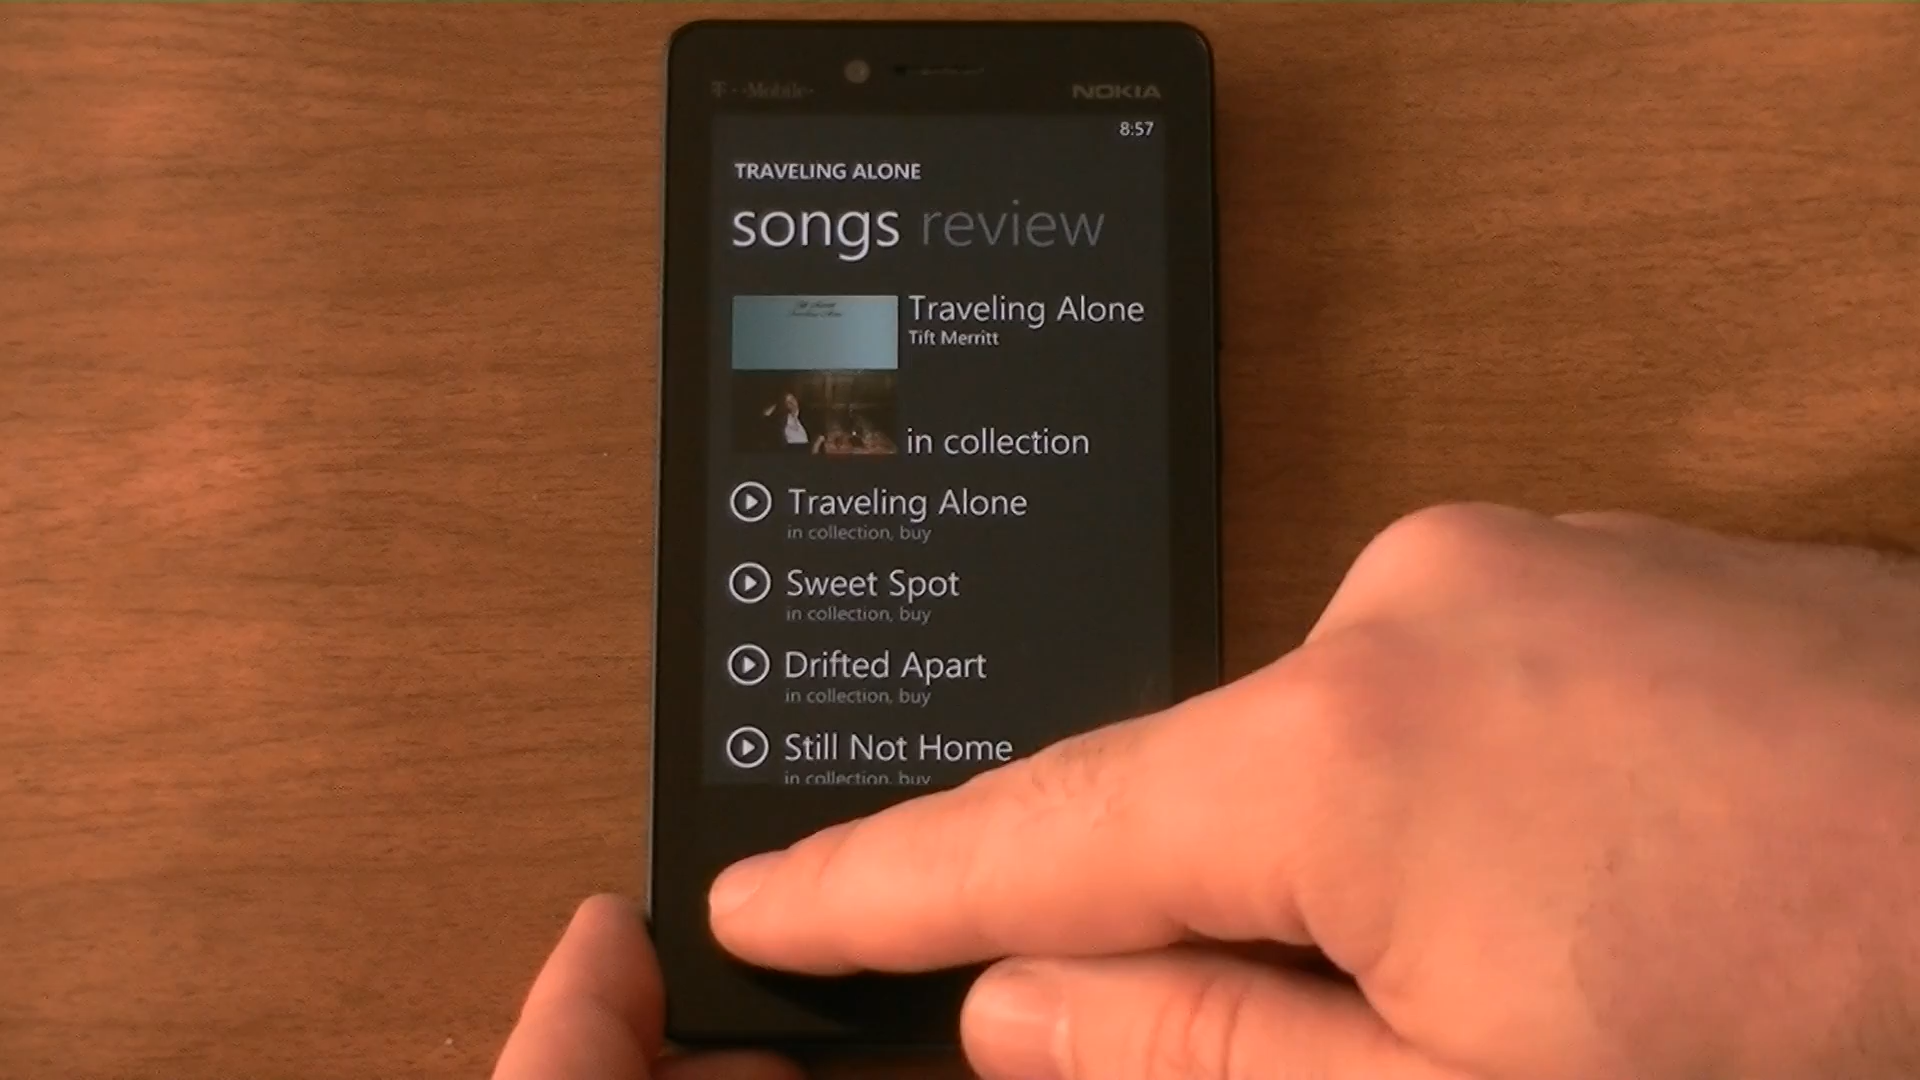 T··Mobile·
NOKIA
8:57
TRAVELING ALONE
songs review
Traveling Alone
Tift Merritt
in collection
Traveling Alone
in collection, buy
Sweet Spot
in collection, buy
Drifted Apart
in collection, buy
Still Not Home
in collection, buy